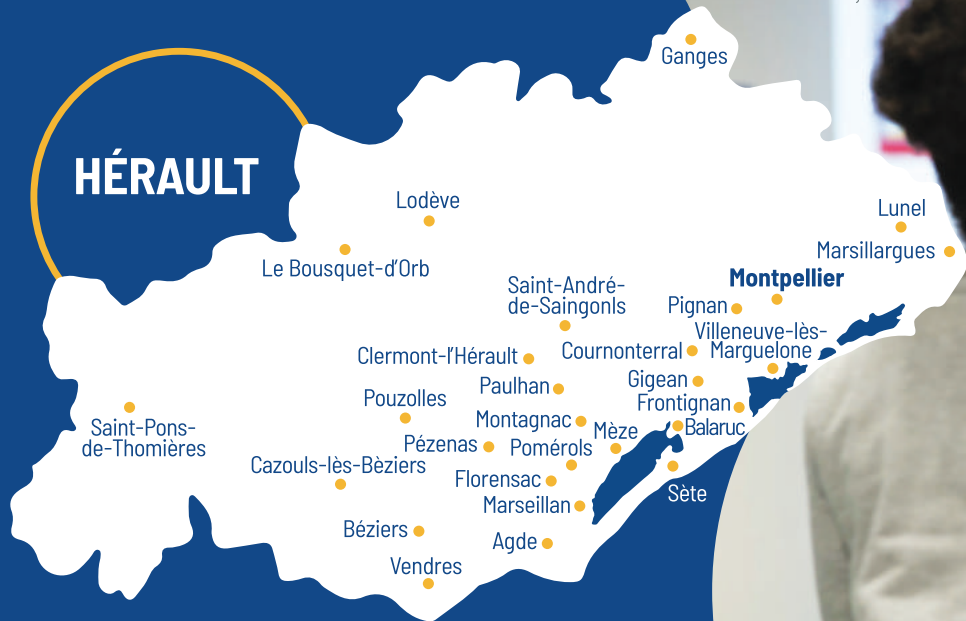 Ganges
HÉRAULT
Lodève
Lunel
Le Bousquet-d'Orb
Marsillargues
Montpellier
Saint-André-
de-Saingonls
Pignan
Villeneuve-lès-
Marguelone
Clermont-l'Hérault
Cournonterral
Paulhan
Gigean
Pouzolles
Frontignan
Saint-Pons-
de-Thomières
Montagnac
Mèze
Balaruc
Pézenas
Pomérols
Cazouls-lès-Bèziers
Florensac
Sète
Marseillan
Béziers
Agde
Vendres